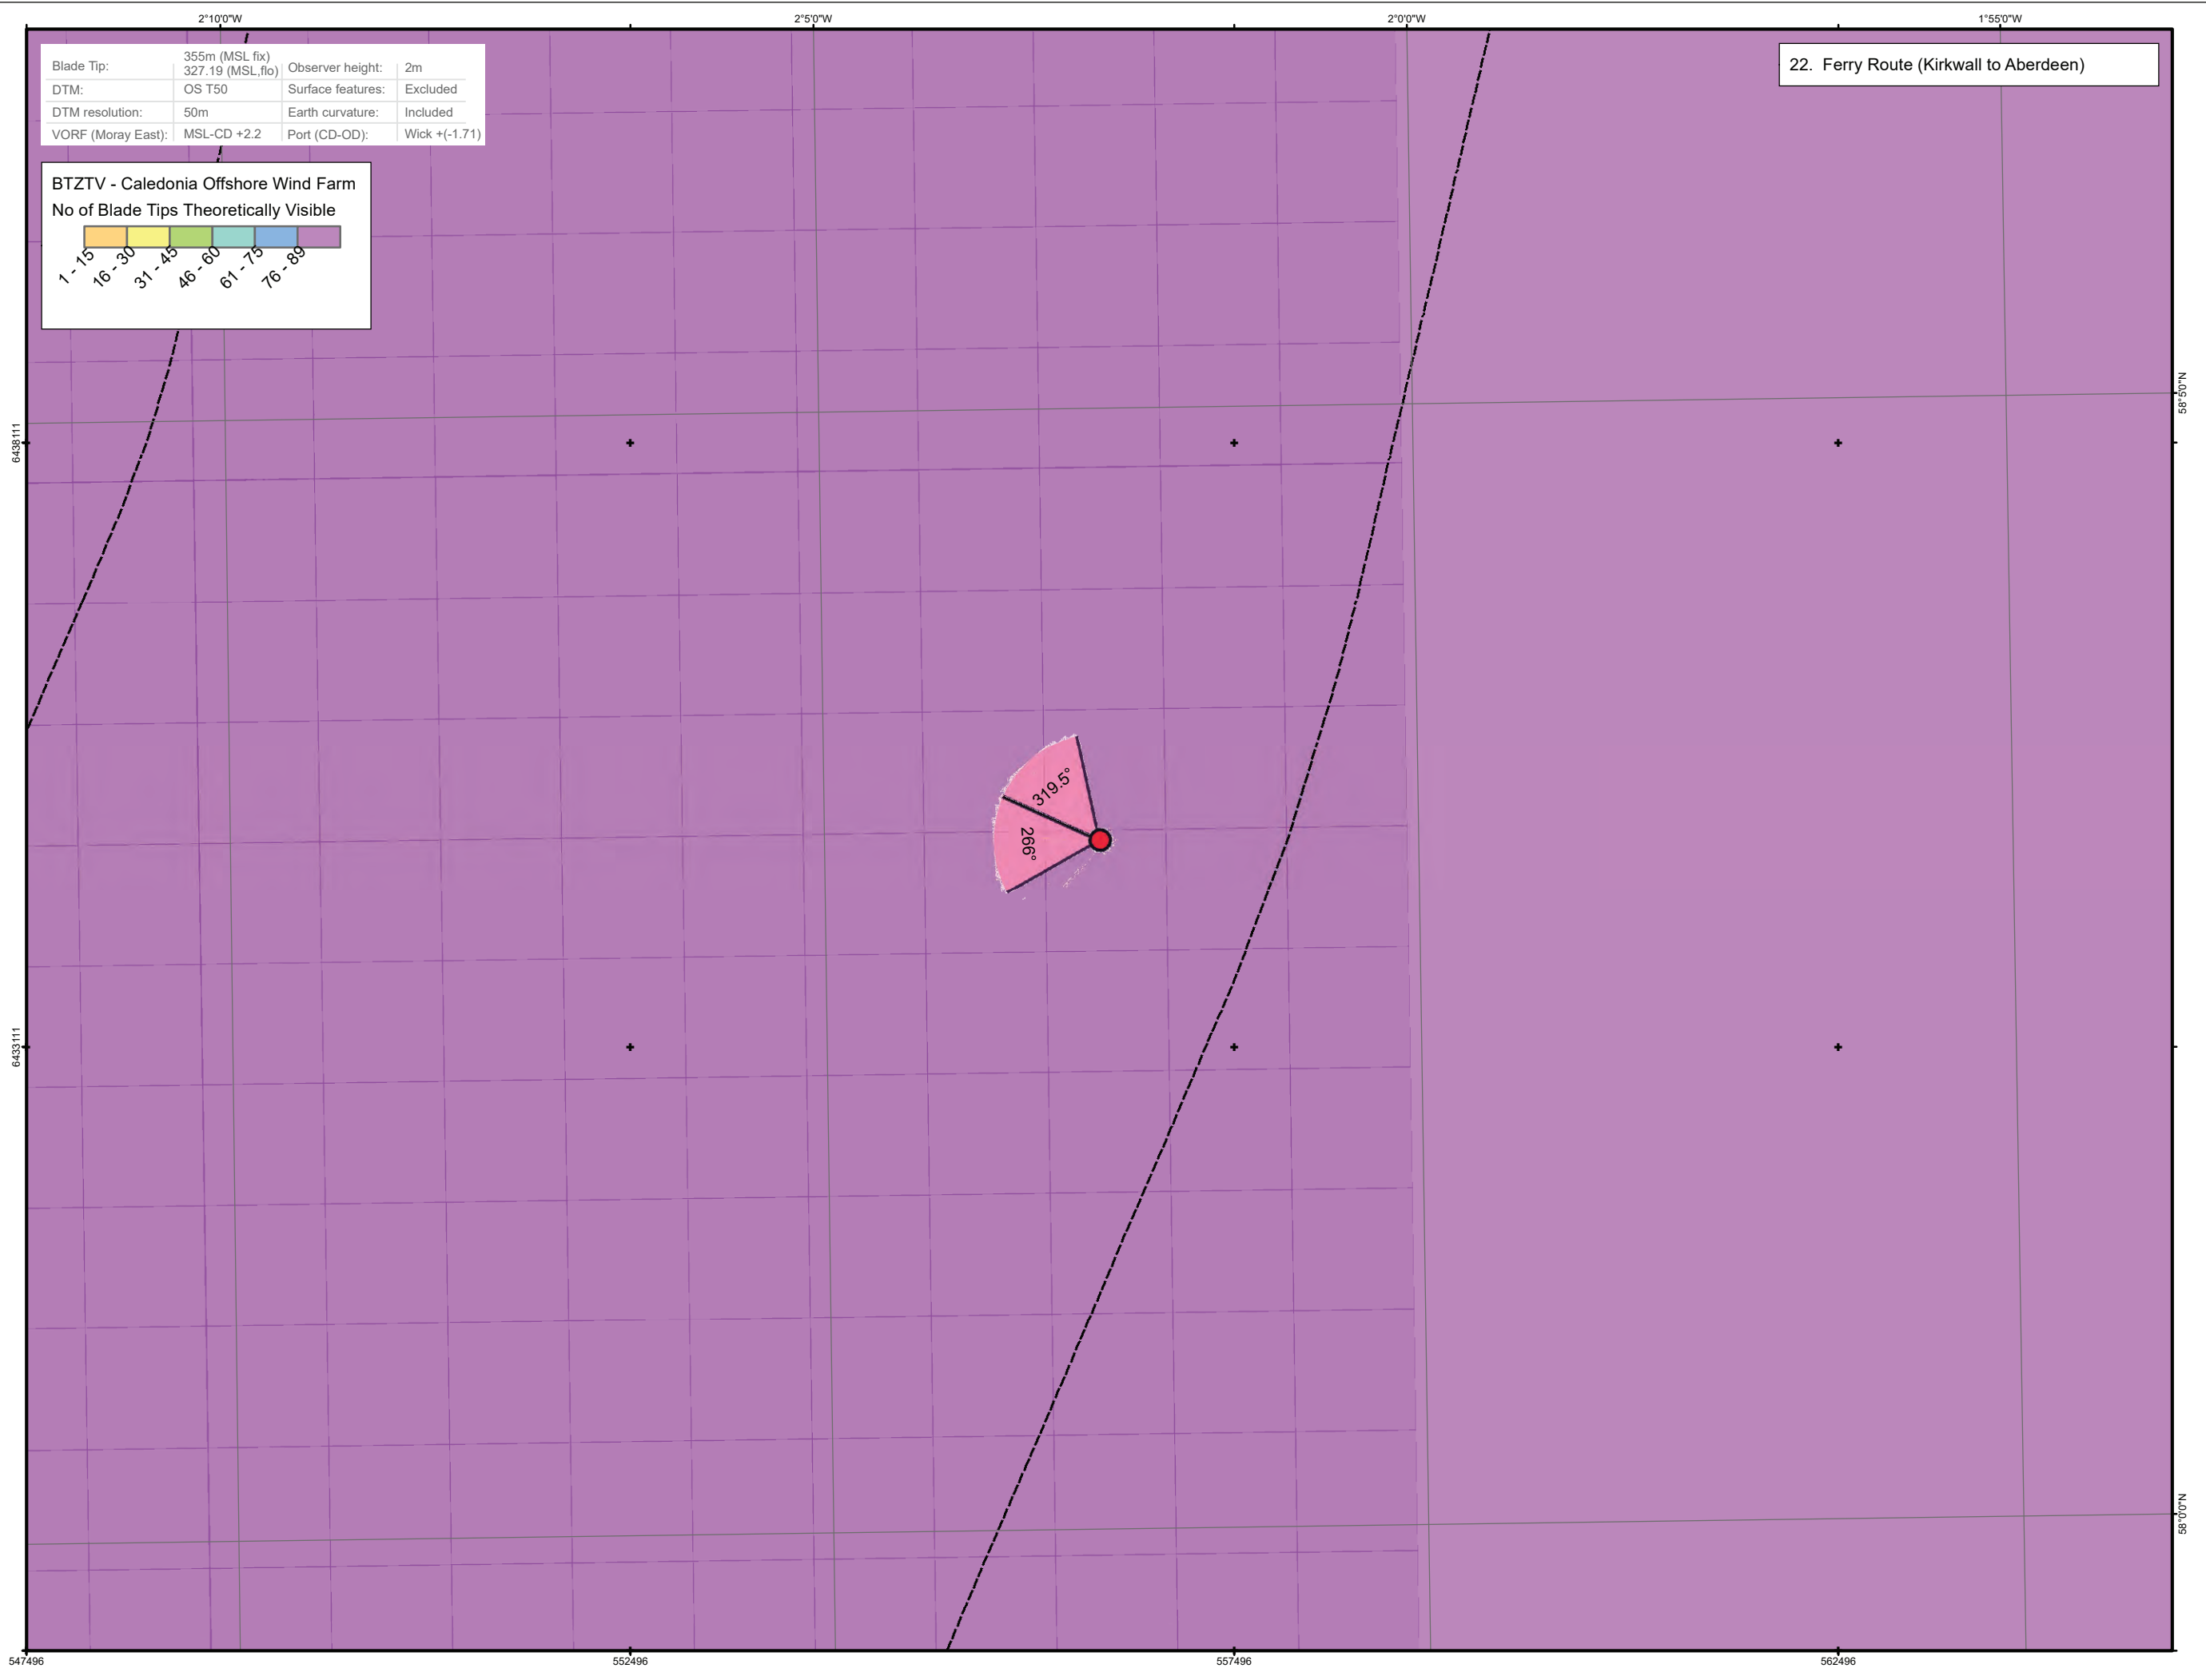 2°10'0"W 2°5'0"W 2°0'0"W 1°55'0"W
Blade Tip: 355m (MSL fix) 327.19 (MSL,flo) Observer height: 2m
DTM: OS T50 Surface features: Excluded
DTM resolution: 50m Earth curvature: Included
VORF (Moray East): MSL-CD +2.2 Port (CD-OD): Wick +(-1.71)
22. Ferry Route (Kirkwall to Aberdeen)
BTZTV - Caledonia Offshore Wind Farm
No of Blade Tips Theoretically Visible
1 - 15 16 - 30 31 - 45 46 - 60 61 - 75 76 - 89
58°5'0"N
6438111
319.5°
266°
6433111
58°0'0"N
547496 552496 557496 562496